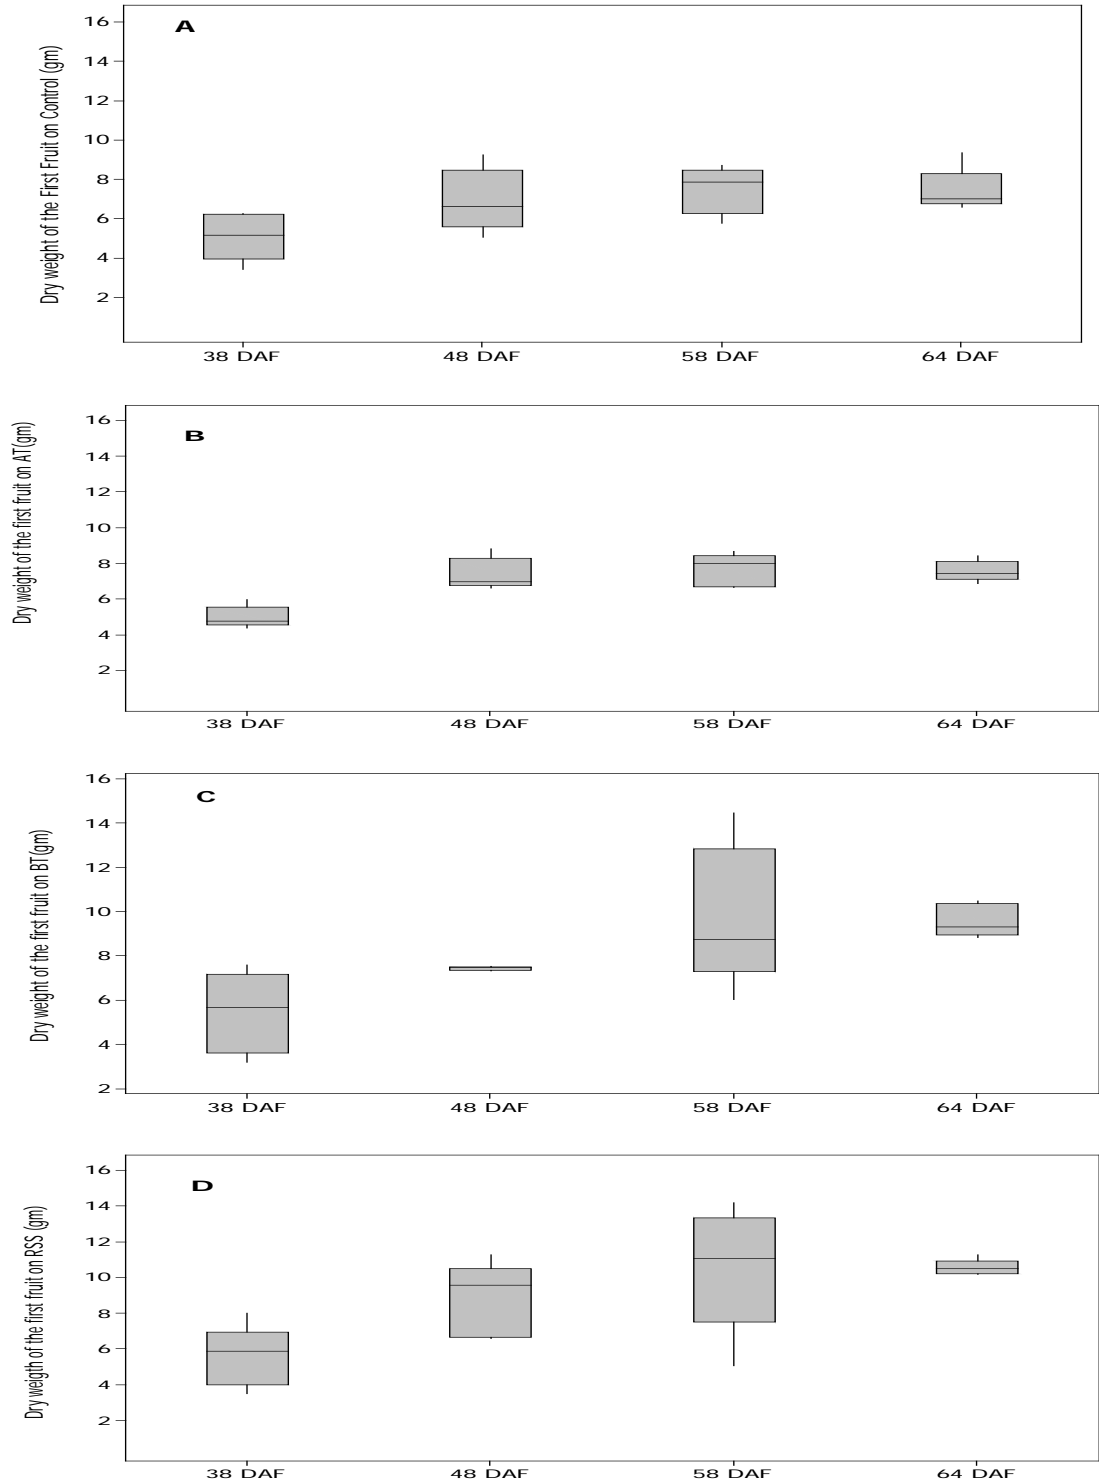 A
Dry weight of the First Fruit on Control (gm)
16
14
12
10
8
6
4
2
38 DAF 48 DAF 58 DAF 64 DAF
B
Dry weight of the first fruit on AT(gm)
16
14
12
10
8
6
4
2
38 DAF 48 DAF 58 DAF 64 DAF
C
Dry weight of the first fruit on BT(gm)
16
14
12
10
8
6
4
2
38 DAF 48 DAF 58 DAF 64 DAF
D
Dry weigth of the first fruit on RSS (gm)
16
14
12
10
8
6
4
2
38 DAF 48 DAF 58 DAF 64 DAF